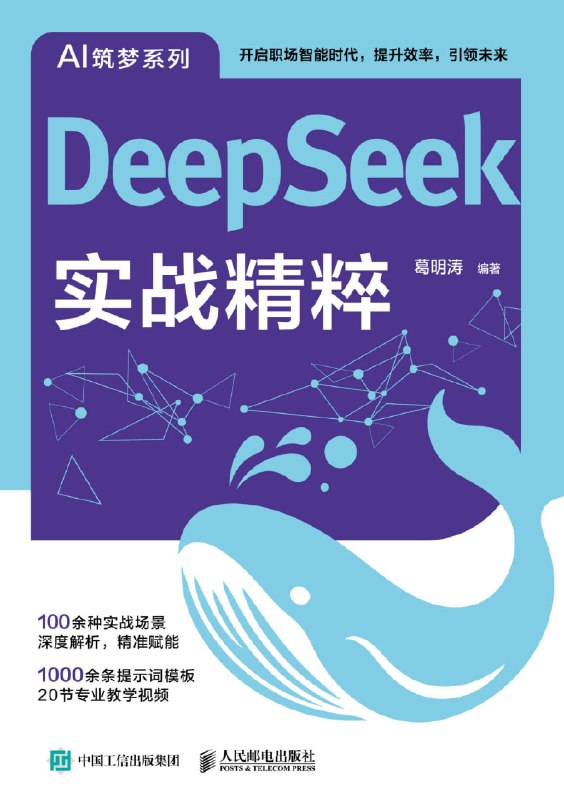 AI筑梦系列
开启职场智能时代，提升效率，引领未来
DeepSeek
实战精粹
葛明涛 编著
100余种实战场景
深度解析，精准赋能
1000余条提示词模板
20节专业教学视频
中国工信出版集团
人民邮电出版社
POSTS & TELECOM PRESS